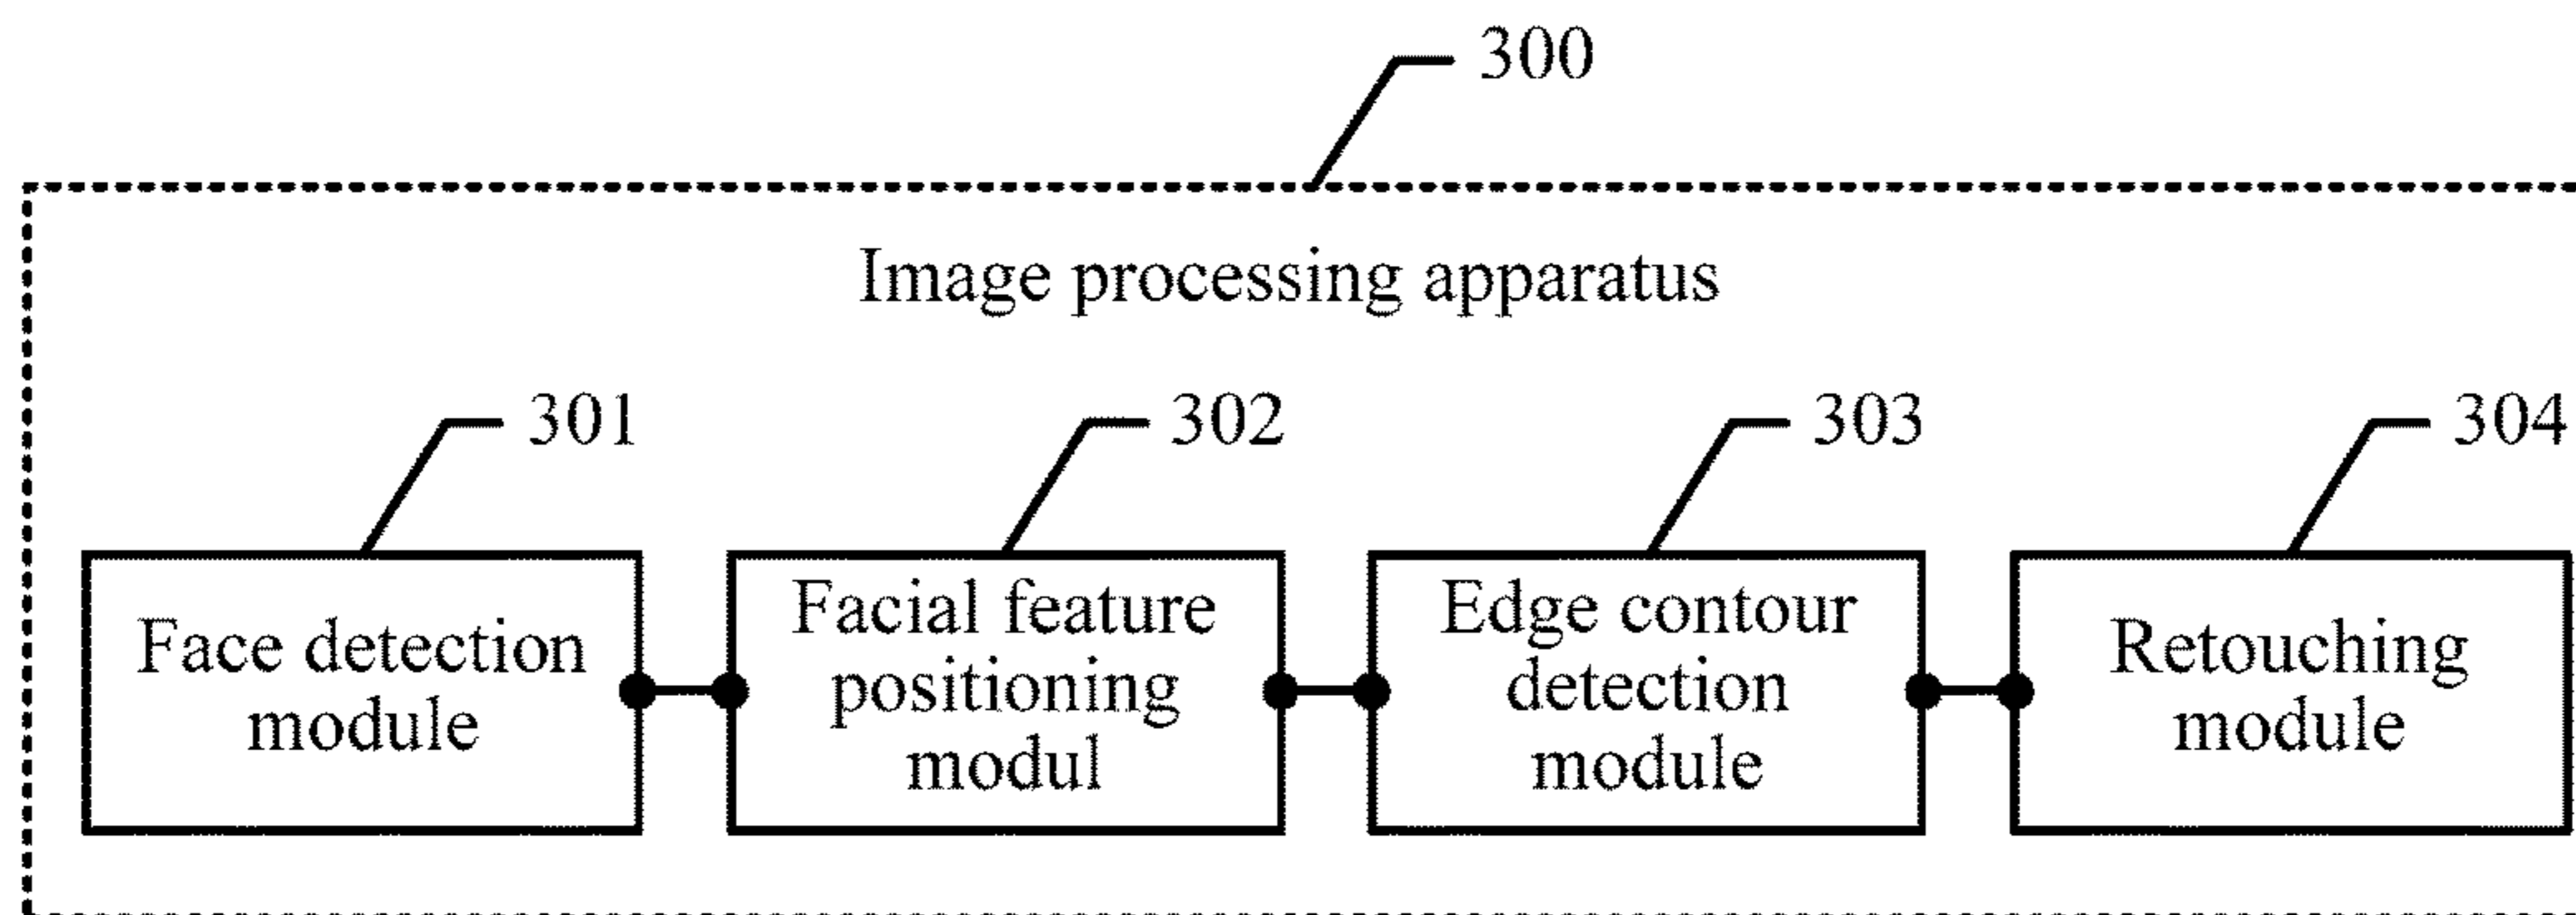 300
Image processing apparatus
301
302
303
304
Face detection
module
Facial feature
positioning
modul
Edge contour
detection
module
Retouching
module